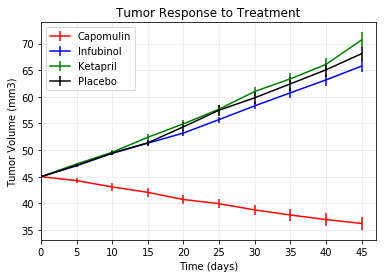 Tumor Response to Treatment
Capomulin
Infubinol
Ketapril
Placebo
Tumor Volume (mm3)
70
65
60
55
50
45
40
35
0 5 10 15 20 25 30 35 40 45
Time (days)